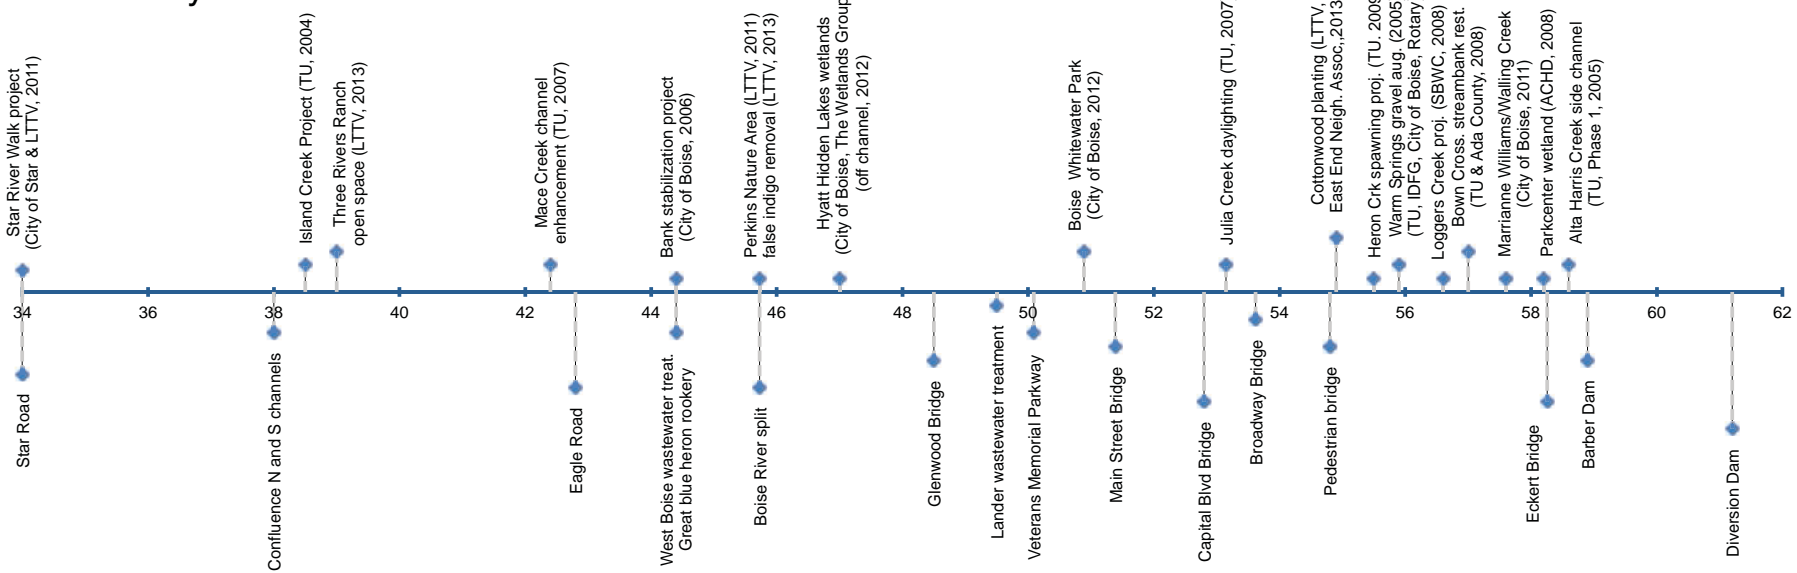 y
Star River Walk project
(City of Star & LTTV, 2011)
Island Creek Project (TU, 2004)
Three Rivers Ranch
open space (LTTV, 2013)
Mace Creek channel
enhancement (TU, 2007)
Bank stabilization project
(City of Boise, 2006)
Perkins Nature Area (LTTV, 2011)
false indigo removal (LTTV, 2013)
Hyatt Hidden Lakes wetlands
(City of Boise, The Wetlands Group
(off channel, 2012)
Boise Whitewater Park
(City of Boise, 2012)
Julia Creek daylighting (TU, 2007
Cottonwood planting (LTTV,
East End Neigh. Assoc,,2013
Heron Crk spawning proj. (TU. 2009
Warm Springs gravel aug. (2005
(TU, IDFG, City of Boise, Rotary
Loggers Creek proj. (SBWC, 2008)
Bown Cross. streambank rest.
(TU & Ada County, 2008)
Marrianne Williams/Walling Creek
(City of Boise, 2011)
Parkcenter wetland (ACHD, 2008)
Alta Harris Creek side channel
(TU, Phase 1, 2005)
34 36 38 40 42 44 46 48 50 52 54 56 58 60 62
Star Road
Confluence N and S channels
Eagle Road
West Boise wastewater treat.
Great blue heron rookery
Boise River split
Glenwood Bridge
Lander wastewater treatment
Veterans Memorial Parkway
Main Street Bridge
Capital Blvd Bridge
Broadway Bridge
Pedestrian bridge
Eckert Bridge
Barber Dam
Diversion Dam